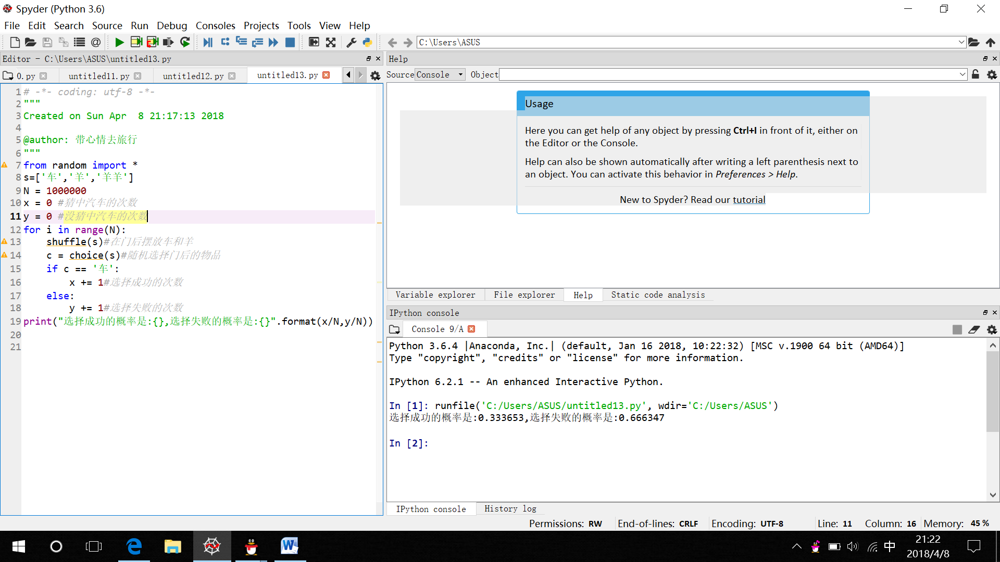 Spyder (Python 3.6)
File Edit Search Source Run Debug Consoles Projects Tools View Help
C:\Users\ASUS
Editor - C:\Users\ASUS\untitled13.py
0.py untitled11.py untitled12.py untitled13.py
1 # -*- coding: utf-8 -*-
2 """
3 Created on Sun Apr  8 21:17:13 2018
4
5 @author: 带心情去旅行
6 """
7 from random import *
8 s=['车','羊','羊羊']
9 N = 1000000
10 x = 0 #猜中汽车的次数
11 y = 0 #没猜中汽车的次数
12 for i in range(N):
13     shuffle(s)#在门后摆放车和羊
14     c = choice(s)#随机选择门后的物品
15     if c == '车':
16         x += 1#选择成功的次数
17     else:
18         y += 1#选择失败的次数
19 print("选择成功的概率是:{},选择失败的概率是:{}".format(x/N,y/N))
20
21
Help
Source Console Object
Usage
Here you can get help of any object by pressing Ctrl+I in front of it, either on
the Editor or the Console.
Help can also be shown automatically after writing a left parenthesis next to
an object. You can activate this behavior in Preferences > Help.
New to Spyder? Read our tutorial
Variable explorer File explorer Help Static code analysis
IPython console
Console 9/A
Python 3.6.4 |Anaconda, Inc.| (default, Jan 16 2018, 10:22:32) [MSC v.1900 64 bit (AMD64)]
Type "copyright", "credits" or "license" for more information.
IPython 6.2.1 -- An enhanced Interactive Python.
In [1]: runfile('C:/Users/ASUS/untitled13.py', wdir='C:/Users/ASUS')
选择成功的概率是:0.333653,选择失败的概率是:0.666347
In [2]:
IPython console History log
Permissions: RW End-of-lines: CRLF Encoding: UTF-8 Line: 11 Column: 16 Memory: 45 %
中
21:22
2018/4/8